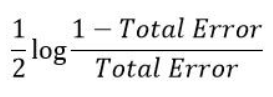 1/2 log (1 − Total Error)/(Total Error)